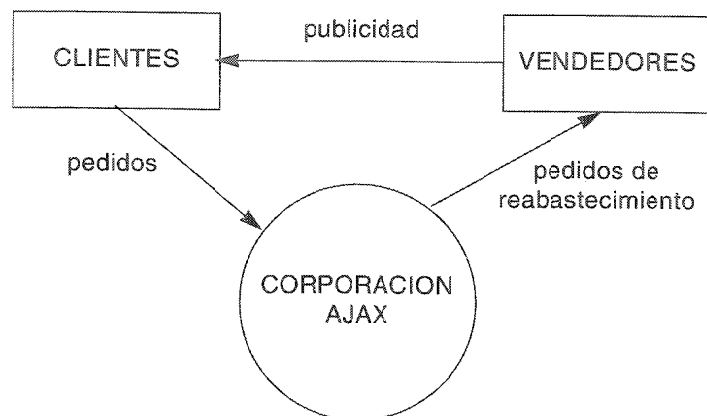 publicidad
CLIENTES
VENDEDORES
pedidos
pedidos de
reabastecimiento
CORPORACION
AJAX